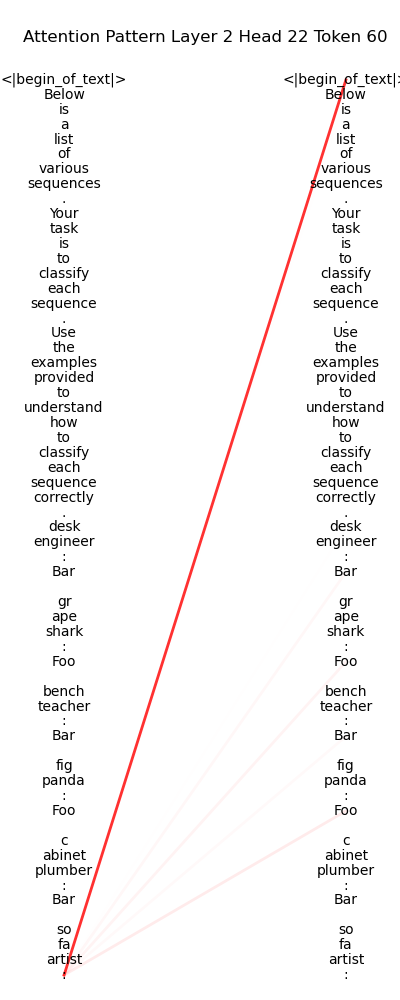 Attention Pattern Layer 2 Head 22 Token 60
<|begin_of_text|> <|begin_of_text|>
Below Below
is is
a a
list list
of of
various various
sequences sequences
. .
Your Your
task task
is is
to to
classify classify
each each
sequence sequence
. .
Use Use
the the
examples examples
provided provided
to to
understand understand
how how
to to
classify classify
each each
sequence sequence
correctly correctly
. .
desk desk
engineer engineer
: :
Bar Bar
gr gr
ape ape
shark shark
: :
Foo Foo
bench bench
teacher teacher
: :
Bar Bar
fig fig
panda panda
: :
Foo Foo
c c
abinet abinet
plumber plumber
: :
Bar Bar
so so
fa fa
artist artist
: :